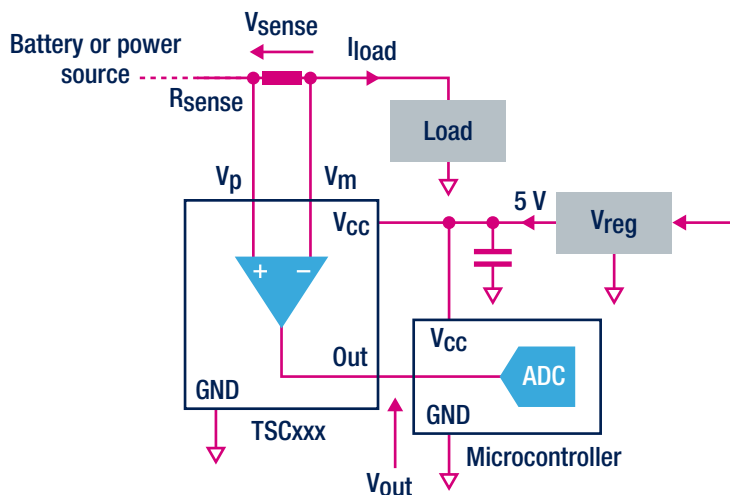 Vsense
Battery or power
source
Iload
Rsense
Load
Vp
Vm
5 V
Vcc
Vreg
+
−
VCC
Out
ADC
GND
GND
TSCxxx
Microcontroller
Vout